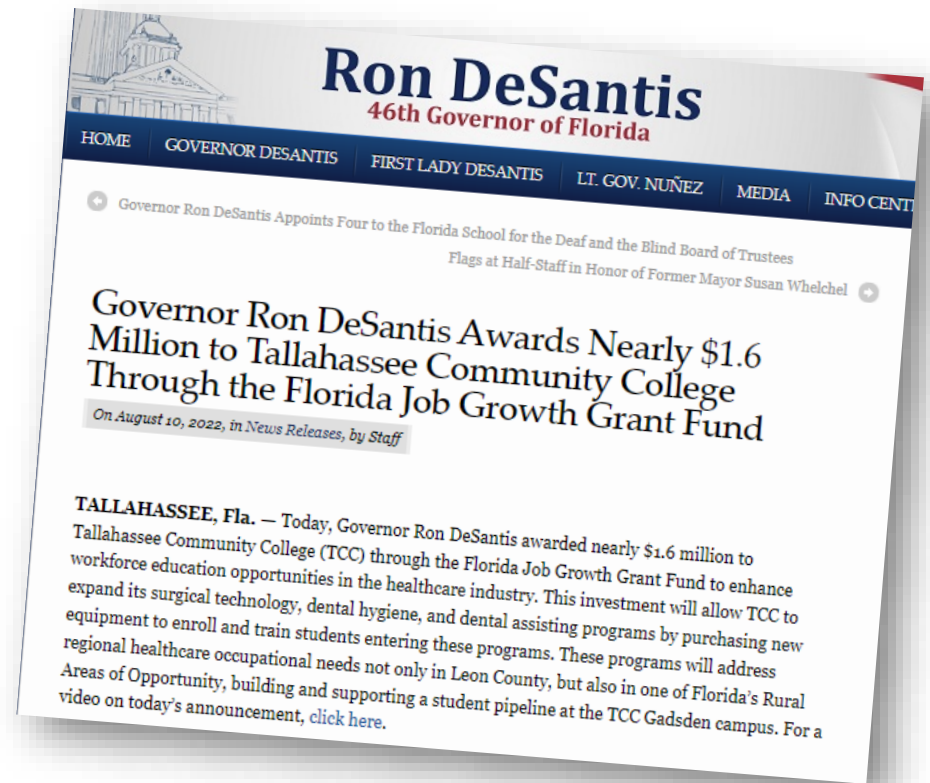 Ron DeSantis
46th Governor of Florida
HOME GOVERNOR DESANTIS FIRST LADY DESANTIS LT. GOV. NUÑEZ MEDIA INFO CENT
Governor Ron DeSantis Appoints Four to the Florida School for the Deaf and the Blind Board of Trustees
Flags at Half-Staff in Honor of Former Mayor Susan Whelchel
Governor Ron DeSantis Awards Nearly $1.6
Million to Tallahassee Community College
Through the Florida Job Growth Grant Fund
On August 10, 2022, in News Releases, by Staff
TALLAHASSEE, Fla. — Today, Governor Ron DeSantis awarded nearly $1.6 million to
Tallahassee Community College (TCC) through the Florida Job Growth Grant Fund to enhance
workforce education opportunities in the healthcare industry. This investment will allow TCC to
expand its surgical technology, dental hygiene, and dental assisting programs by purchasing new
equipment to enroll and train students entering these programs. These programs will address
regional healthcare occupational needs not only in Leon County, but also in one of Florida's Rural
Areas of Opportunity, building and supporting a student pipeline at the TCC Gadsden campus. For a
video on today's announcement, click here.